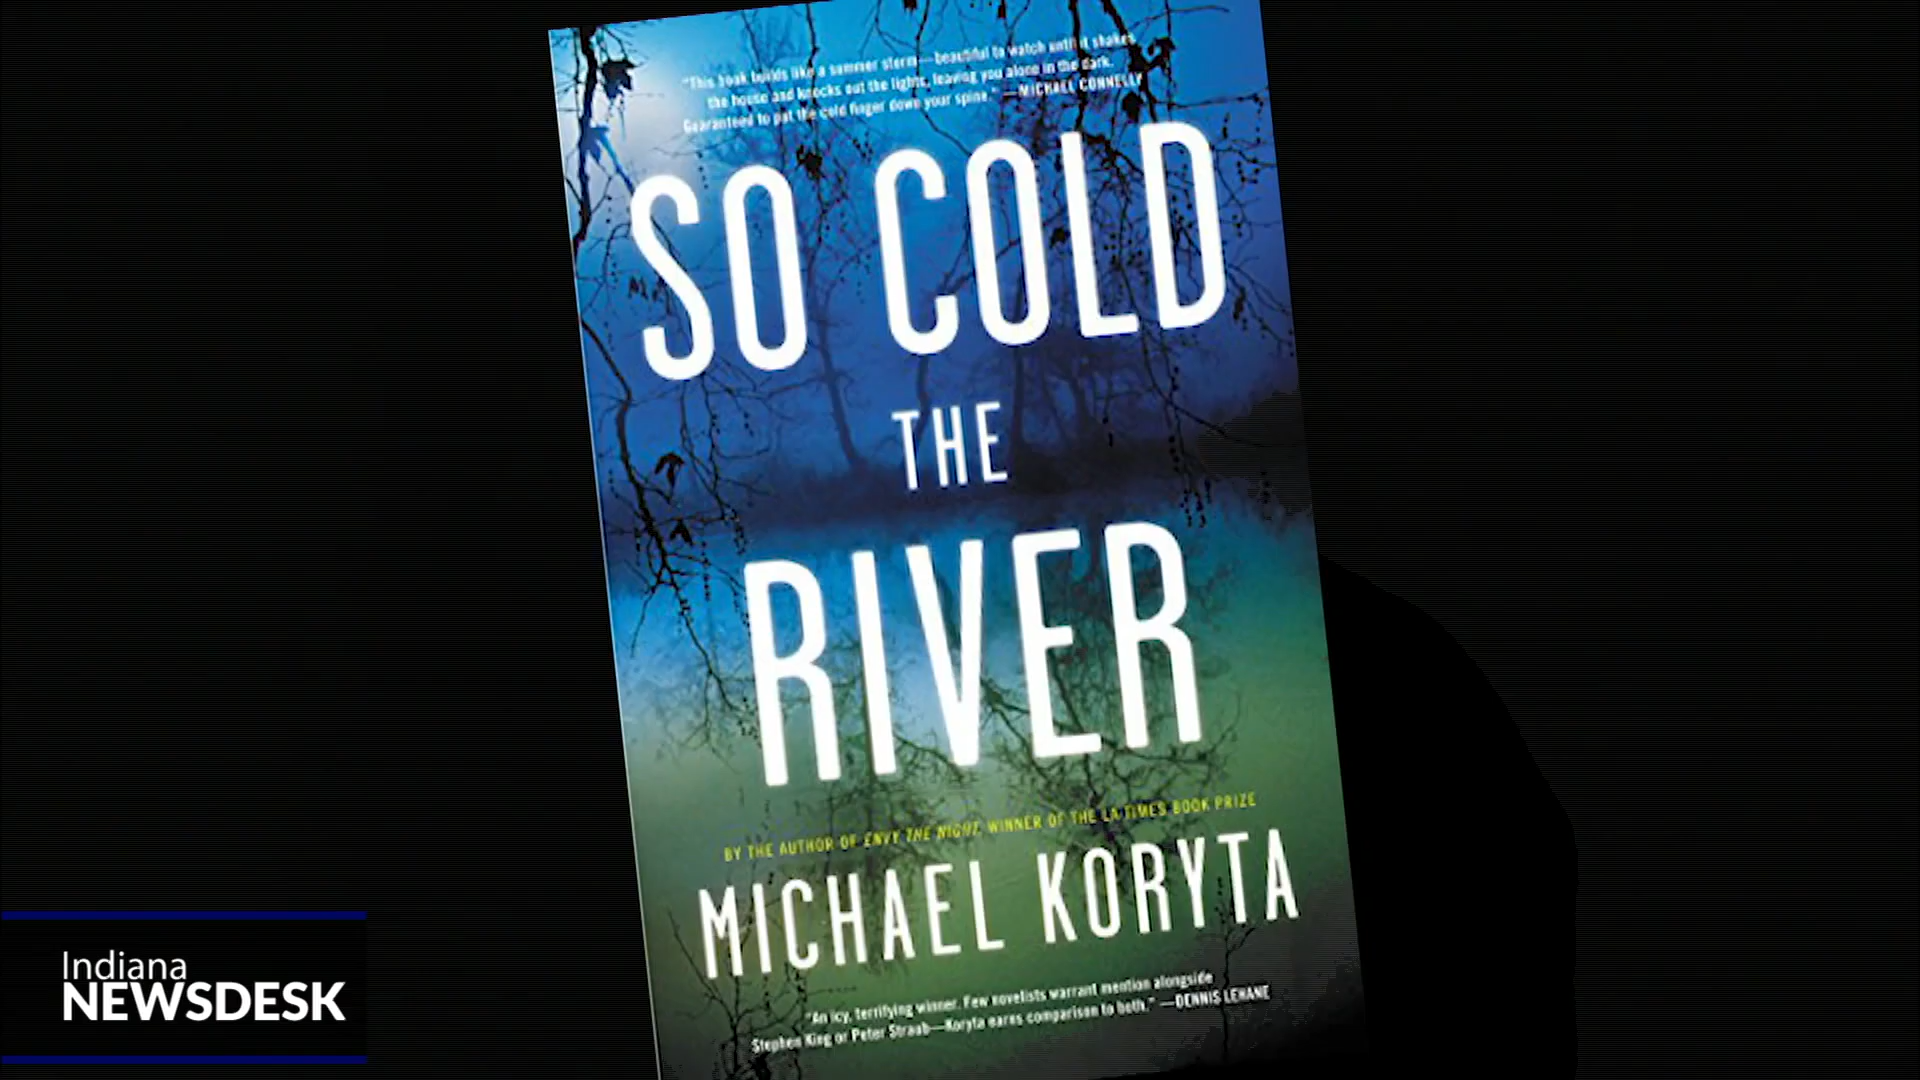 "This book builds like a summer storm—beautiful to watch until it shakes
the house and knocks out the lights, leaving you alone in the dark.
Guaranteed to put the cold finger down your spine." —MICHAEL CONNELLY
SO COLD
THE
RIVER
BY THE AUTHOR OF ENVY THE NIGHT, WINNER OF THE LA TIMES BOOK PRIZE
MICHAEL KORYTA
"An icy, terrifying winner. Few novelists warrant mention alongside
Stephen King or Peter Straub—Koryta earns comparison to both." —DENNIS LEHANE
Indiana
NEWSDESK